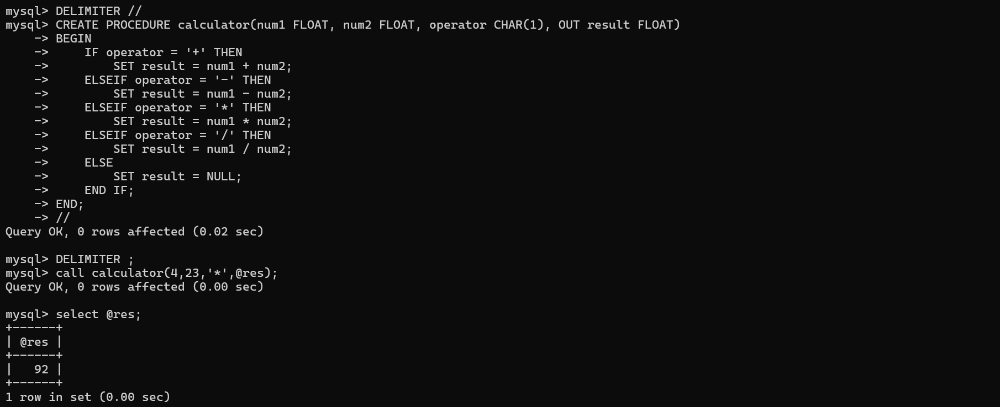 mysql> DELIMITER //
mysql> CREATE PROCEDURE calculator(num1 FLOAT, num2 FLOAT, operator CHAR(1), OUT result FLOAT)
    -> BEGIN
    ->     IF operator = '+' THEN
    ->         SET result = num1 + num2;
    ->     ELSEIF operator = '-' THEN
    ->         SET result = num1 - num2;
    ->     ELSEIF operator = '*' THEN
    ->         SET result = num1 * num2;
    ->     ELSEIF operator = '/' THEN
    ->         SET result = num1 / num2;
    ->     ELSE
    ->         SET result = NULL;
    ->     END IF;
    -> END;
    -> //
Query OK, 0 rows affected (0.02 sec)

mysql> DELIMITER ;
mysql> call calculator(4,23,'*',@res);
Query OK, 0 rows affected (0.00 sec)

mysql> select @res;
+------+
| @res |
+------+
|   92 |
+------+
1 row in set (0.00 sec)